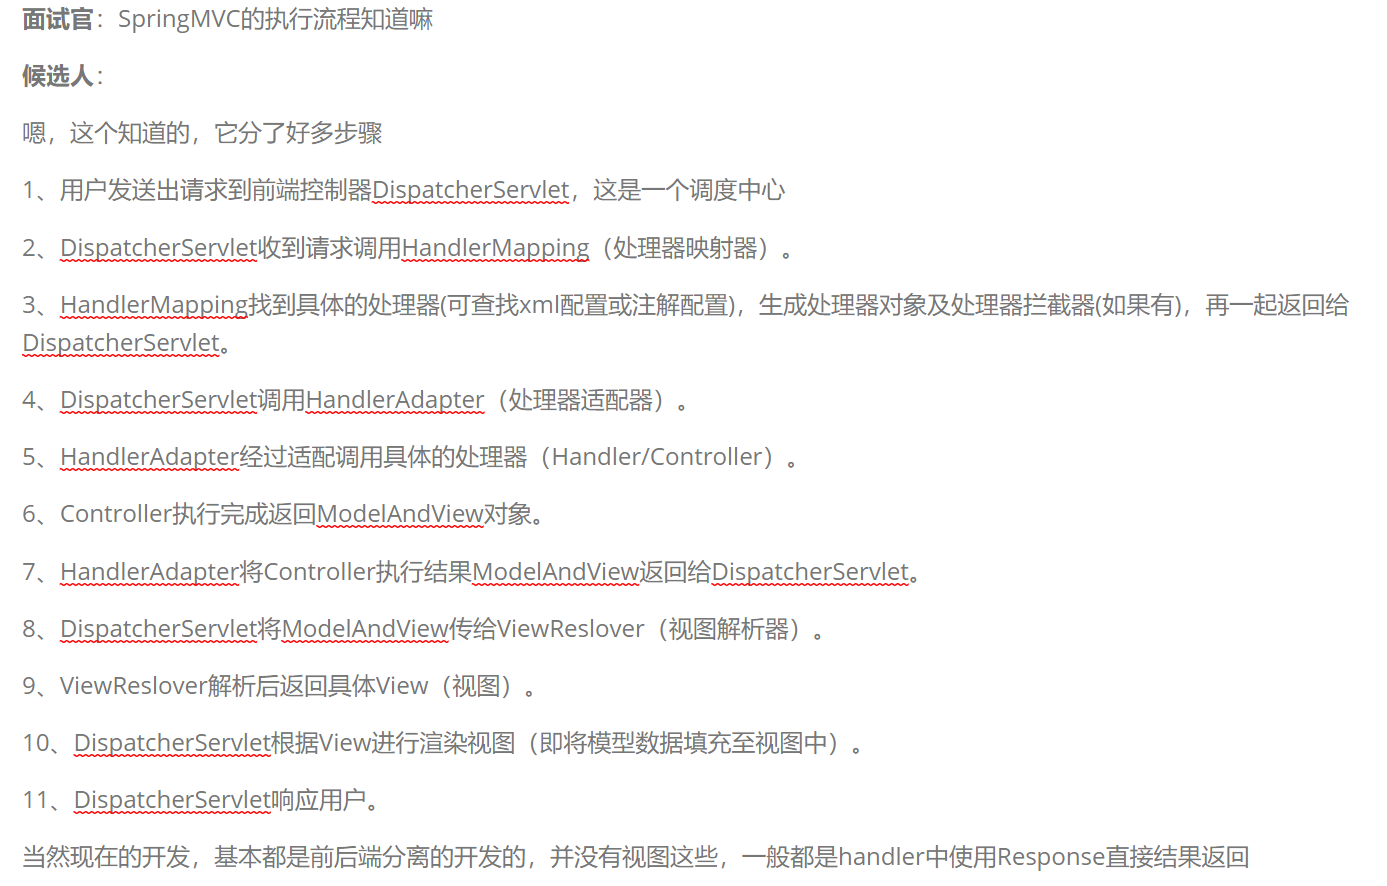 面试官：SpringMVC的执行流程知道嘛
候选人：
嗯，这个知道的，它分了好多步骤
1、用户发送出请求到前端控制器DispatcherServlet，这是一个调度中心
2、DispatcherServlet收到请求调用HandlerMapping（处理器映射器）。
3、HandlerMapping找到具体的处理器(可查找xml配置或注解配置)，生成处理器对象及处理器拦截器(如果有)，再一起返回给
DispatcherServlet。
4、DispatcherServlet调用HandlerAdapter（处理器适配器）。
5、HandlerAdapter经过适配调用具体的处理器（Handler/Controller）。
6、Controller执行完成返回ModelAndView对象。
7、HandlerAdapter将Controller执行结果ModelAndView返回给DispatcherServlet。
8、DispatcherServlet将ModelAndView传给ViewReslover（视图解析器）。
9、ViewReslover解析后返回具体View（视图）。
10、DispatcherServlet根据View进行渲染视图（即将模型数据填充至视图中）。
11、DispatcherServlet响应用户。
当然现在的开发，基本都是前后端分离的开发的，并没有视图这些，一般都是handler中使用Response直接结果返回